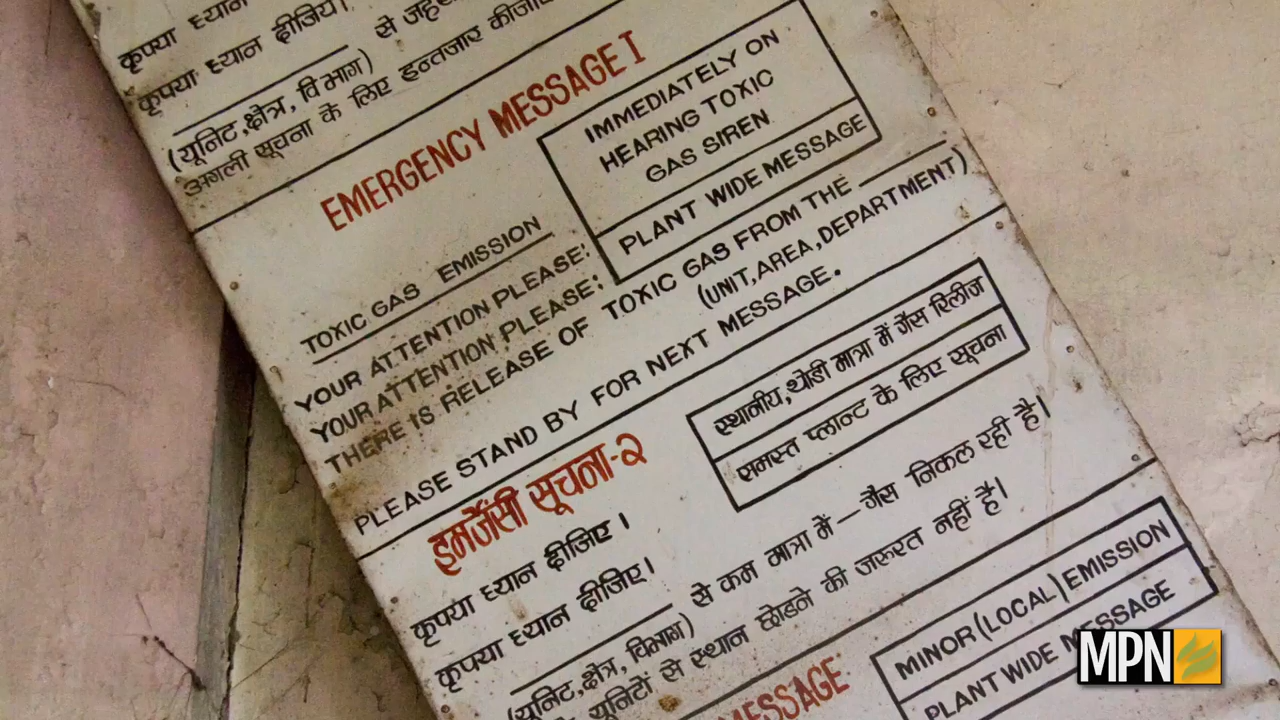 कृपया ध्यान
कृपया ध्यान दीजिये।
से
(यूनिट,क्षेत्र, विभाग)
अगली सूचना के लिए इन्तजार कीजिए
EMERGENCY MESSAGE I
IMMEDIATELY ON
HEARING TOXIC
GAS SIREN
PLANT WIDE MESSAGE
TOXIC GAS EMISSION
YOUR ATTENTION PLEASE:
YOUR ATTENTION PLEASE:
THERE IS RELEASE OF TOXIC GAS FROM THE
(UNIT,AREA,DEPARTMENT)
PLEASE STAND BY FOR NEXT MESSAGE.
इमर्जेंसी सूचना-२
स्थानीय,थोडी मात्रा में गैस रिलीज
समस्त प्लान्ट के लिए सूचना
कृपया ध्यान दीजिए।
कृपया ध्यान दीजिए।
से कम मात्रा में — गैस निकल रही है।
(यूनिट,क्षेत्र, विभाग)
यूनिटों से स्थान छोडने की जरूरत नहीं है।
MESSAGE
MINOR (LOCAL) EMISSION
PLANT WIDE MESSAGE
MPN